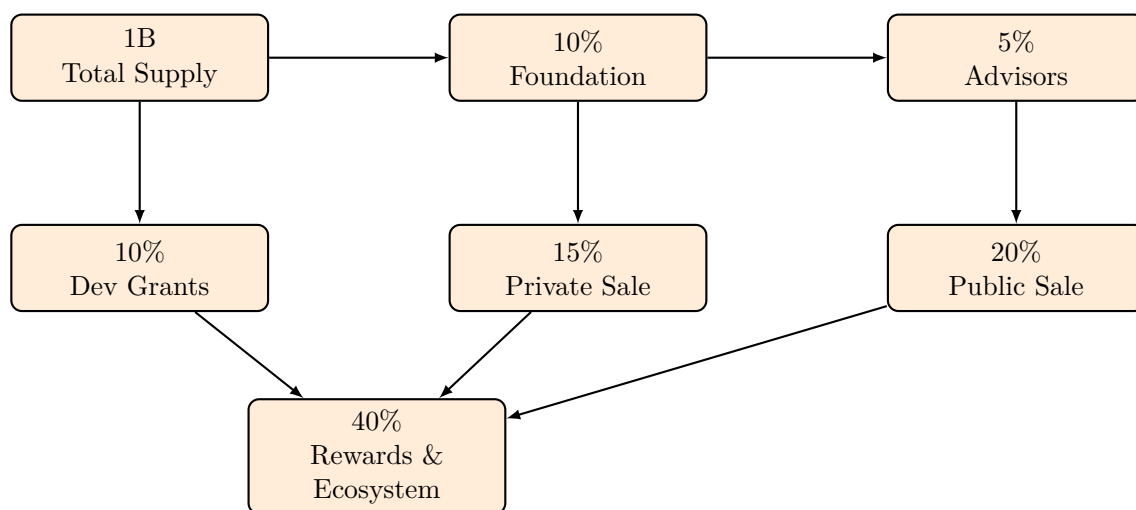 1B
Total Supply
10%
Foundation
5%
Advisors
10%
Dev Grants
15%
Private Sale
20%
Public Sale
40%
Rewards &
Ecosystem